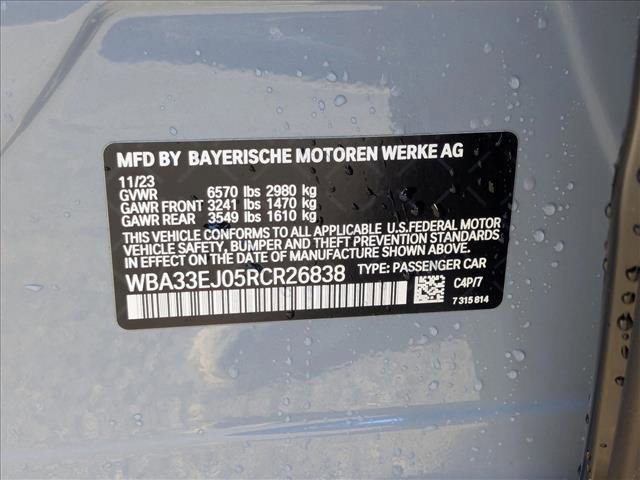 MFD BY BAYERISCHE MOTOREN WERKE AG
11/23
GVWR 6570 lbs 2980 kg
GAWR FRONT 3241 lbs 1470 kg
GAWR REAR 3549 lbs 1610 kg
THIS VEHICLE CONFORMS TO ALL APPLICABLE U.S.FEDERAL MOTOR
VEHICLE SAFETY, BUMPER AND THEFT PREVENTION STANDARDS
IN EFFECT ON THE DATE OF MANUFACTURE SHOWN ABOVE.
WBA33EJ05RCR26838 TYPE: PASSENGER CAR
C4P/7
7 315 814